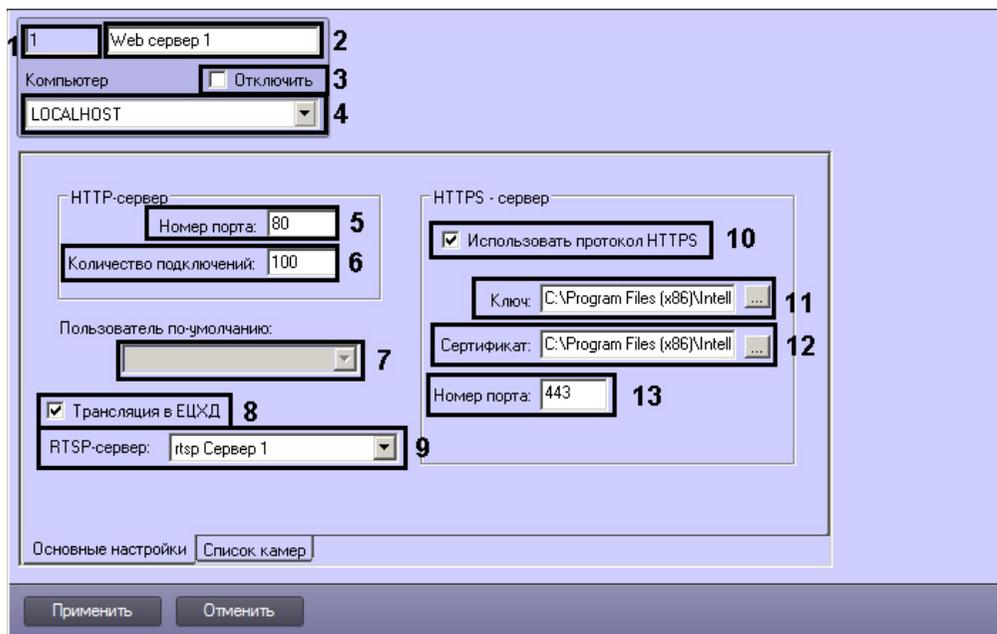 1 1 Web сервер 1 2
Компьютер Отключить 3
LOCALHOST 4
HTTP-сервер
Номер порта: 80 5
Количество подключений: 100 6
Пользователь по-умолчанию:
7
Трансляция в ЕЦХД 8
RTSP-сервер: rtsp Сервер 1 9
HTTPS - сервер
Использовать протокол HTTPS 10
Ключ: C:\Program Files (x86)\Intell ... 11
Сертификат: C:\Program Files (x86)\Intell ... 12
Номер порта: 443 13
Основные настройки Список камер
Применить Отменить